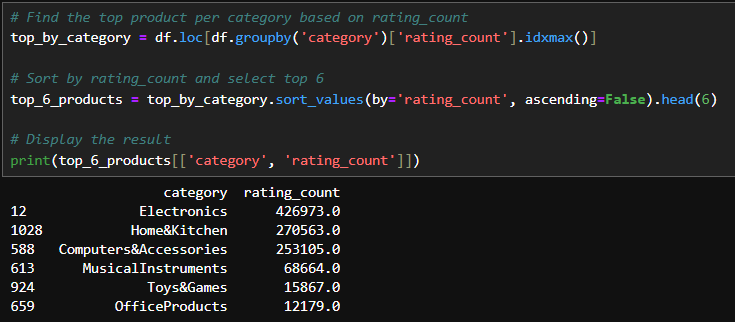 # Find the top product per category based on rating_count
top_by_category = df.loc[df.groupby('category')['rating_count'].idxmax()]
# Sort by rating_count and select top 6
top_6_products = top_by_category.sort_values(by='rating_count', ascending=False).head(6)
# Display the result
print(top_6_products[['category', 'rating_count']])
category rating_count
12 Electronics 426973.0
1028 Home&Kitchen 270563.0
588 Computers&Accessories 253105.0
613 MusicalInstruments 68664.0
924 Toys&Games 15867.0
659 OfficeProducts 12179.0